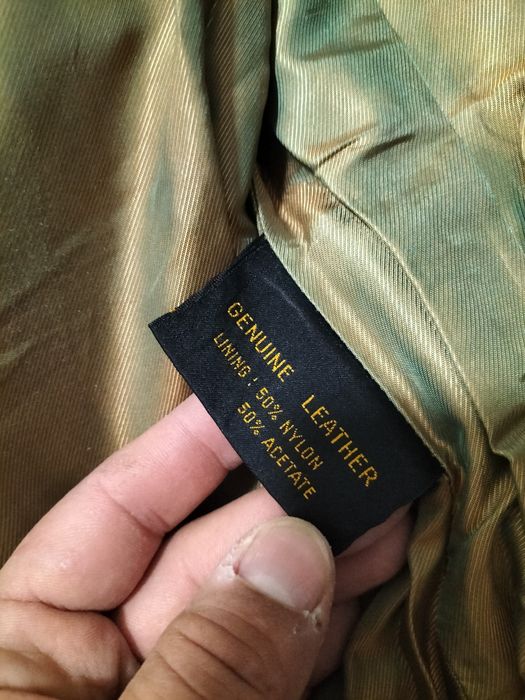 GENUINE LEATHER
LINING : 50% NYLON
50% ACETATE